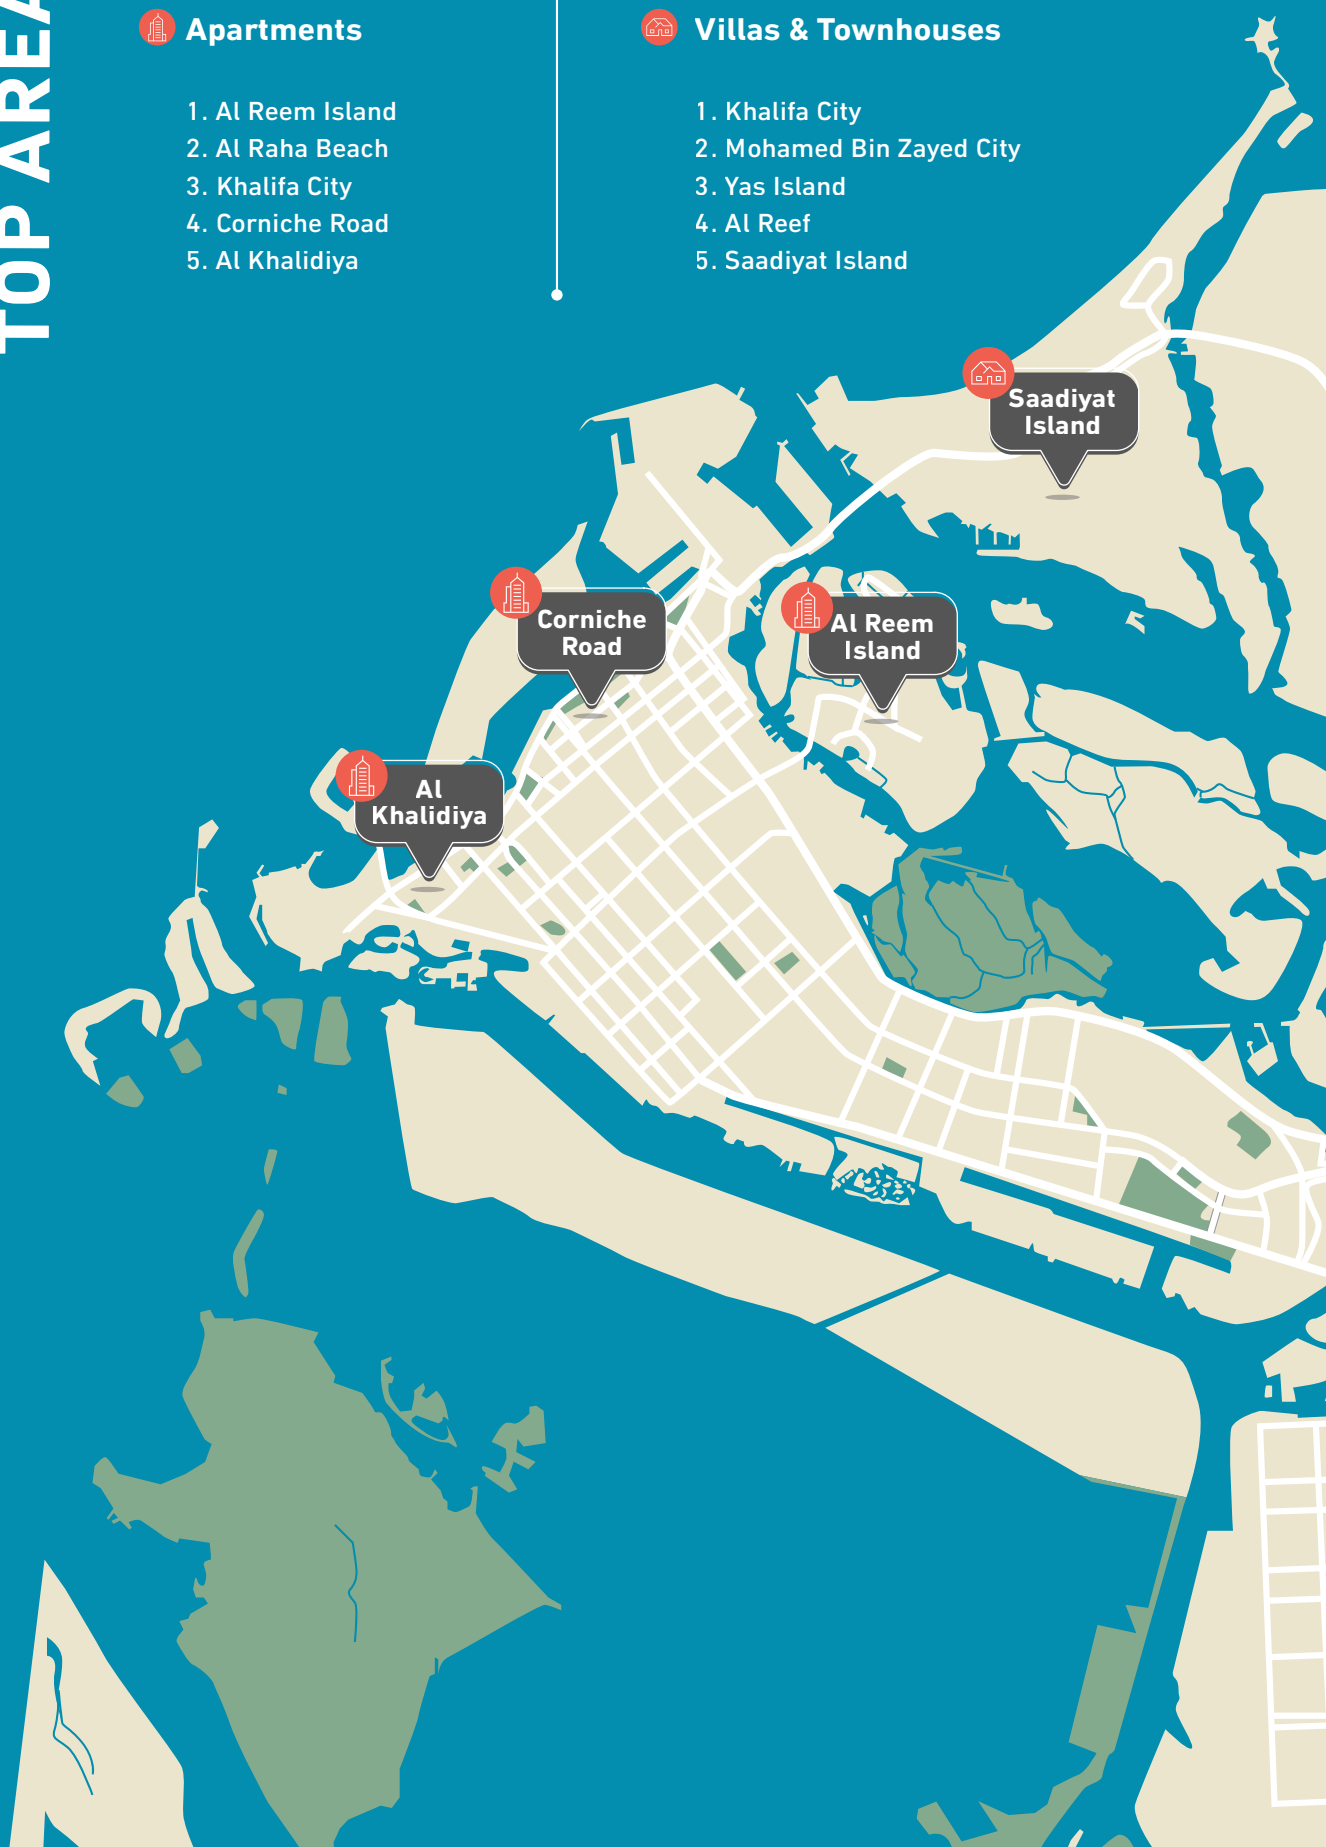 TOP AREA
Apartments
1. Al Reem Island
2. Al Raha Beach
3. Khalifa City
4. Corniche Road
5. Al Khalidiya
Villas & Townhouses
1. Khalifa City
2. Mohamed Bin Zayed City
3. Yas Island
4. Al Reef
5. Saadiyat Island
Saadiyat
Island
Corniche
Road
Al Reem
Island
Al
Khalidiya